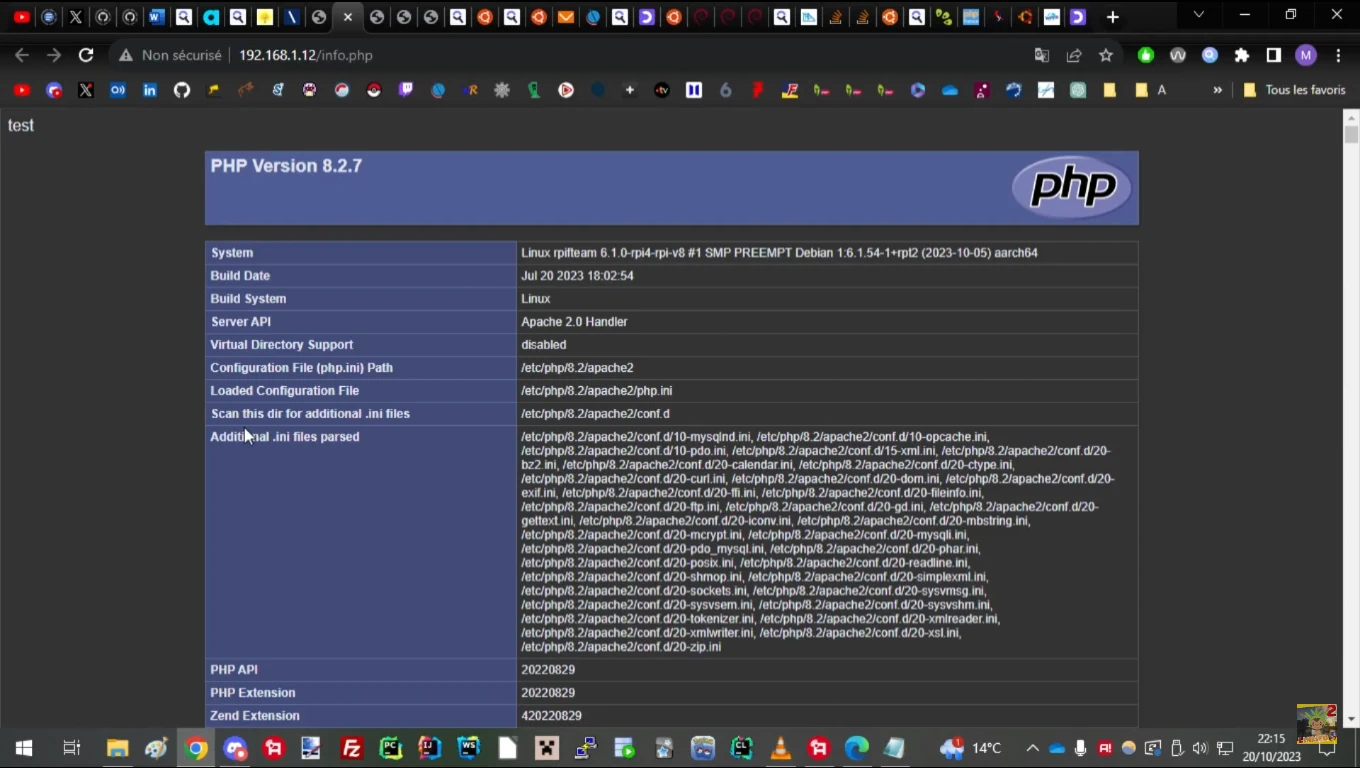 Non sécurisé
192.168.1.12/info.php
A
»
Tous les favoris
test
PHP Version 8.2.7
php
System
Linux rpifteam 6.1.0-rpi4-rpi-v8 #1 SMP PREEMPT Debian 1:6.1.54-1+rpt2 (2023-10-05) aarch64
Build Date
Jul 20 2023 18:02:54
Build System
Linux
Server API
Apache 2.0 Handler
Virtual Directory Support
disabled
Configuration File (php.ini) Path
/etc/php/8.2/apache2
Loaded Configuration File
/etc/php/8.2/apache2/php.ini
Scan this dir for additional .ini files
/etc/php/8.2/apache2/conf.d
Additional .ini files parsed
/etc/php/8.2/apache2/conf.d/10-mysqlnd.ini, /etc/php/8.2/apache2/conf.d/10-opcache.ini,
/etc/php/8.2/apache2/conf.d/10-pdo.ini, /etc/php/8.2/apache2/conf.d/15-xml.ini, /etc/php/8.2/apache2/conf.d/20-
bz2.ini, /etc/php/8.2/apache2/conf.d/20-calendar.ini, /etc/php/8.2/apache2/conf.d/20-ctype.ini,
/etc/php/8.2/apache2/conf.d/20-curl.ini, /etc/php/8.2/apache2/conf.d/20-dom.ini, /etc/php/8.2/apache2/conf.d/20-
exif.ini, /etc/php/8.2/apache2/conf.d/20-ffi.ini, /etc/php/8.2/apache2/conf.d/20-fileinfo.ini,
/etc/php/8.2/apache2/conf.d/20-ftp.ini, /etc/php/8.2/apache2/conf.d/20-gd.ini, /etc/php/8.2/apache2/conf.d/20-
gettext.ini, /etc/php/8.2/apache2/conf.d/20-iconv.ini, /etc/php/8.2/apache2/conf.d/20-mbstring.ini,
/etc/php/8.2/apache2/conf.d/20-mcrypt.ini, /etc/php/8.2/apache2/conf.d/20-mysqli.ini,
/etc/php/8.2/apache2/conf.d/20-pdo_mysql.ini, /etc/php/8.2/apache2/conf.d/20-phar.ini,
/etc/php/8.2/apache2/conf.d/20-posix.ini, /etc/php/8.2/apache2/conf.d/20-readline.ini,
/etc/php/8.2/apache2/conf.d/20-shmop.ini, /etc/php/8.2/apache2/conf.d/20-simplexml.ini,
/etc/php/8.2/apache2/conf.d/20-sockets.ini, /etc/php/8.2/apache2/conf.d/20-sysvmsg.ini,
/etc/php/8.2/apache2/conf.d/20-sysvsem.ini, /etc/php/8.2/apache2/conf.d/20-sysvshm.ini,
/etc/php/8.2/apache2/conf.d/20-tokenizer.ini, /etc/php/8.2/apache2/conf.d/20-xmlreader.ini,
/etc/php/8.2/apache2/conf.d/20-xmlwriter.ini, /etc/php/8.2/apache2/conf.d/20-xsl.ini,
/etc/php/8.2/apache2/conf.d/20-zip.ini
PHP API
20220829
PHP Extension
20220829
Zend Extension
420220829
14°C
22:15
20/10/2023